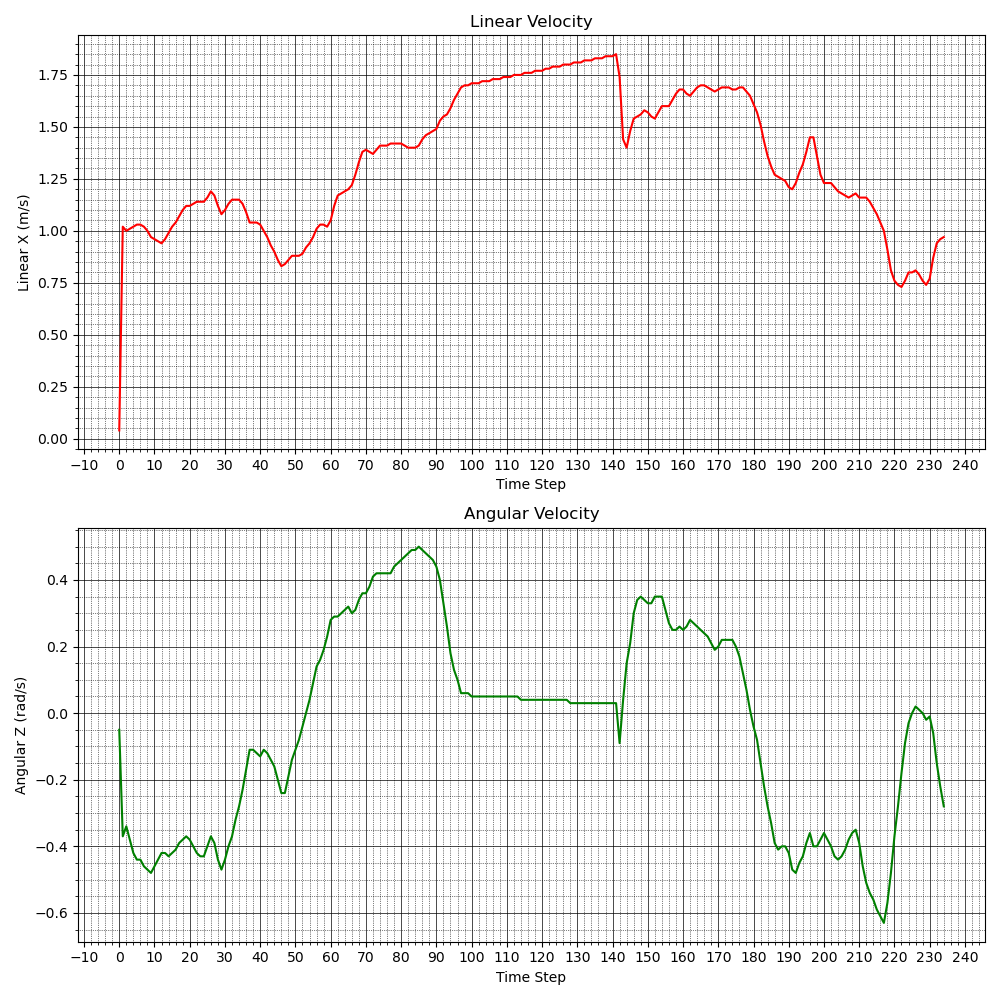 Linear Velocity
Linear X (m/s)
1.75
1.50
1.25
1.00
0.75
0.50
0.25
0.00
−10 0 10 20 30 40 50 60 70 80 90 100 110 120 130 140 150 160 170 180 190 200 210 220 230 240
Time Step
Angular Velocity
Angular Z (rad/s)
0.4
0.2
0.0
−0.2
−0.4
−0.6
−10 0 10 20 30 40 50 60 70 80 90 100 110 120 130 140 150 160 170 180 190 200 210 220 230 240
Time Step